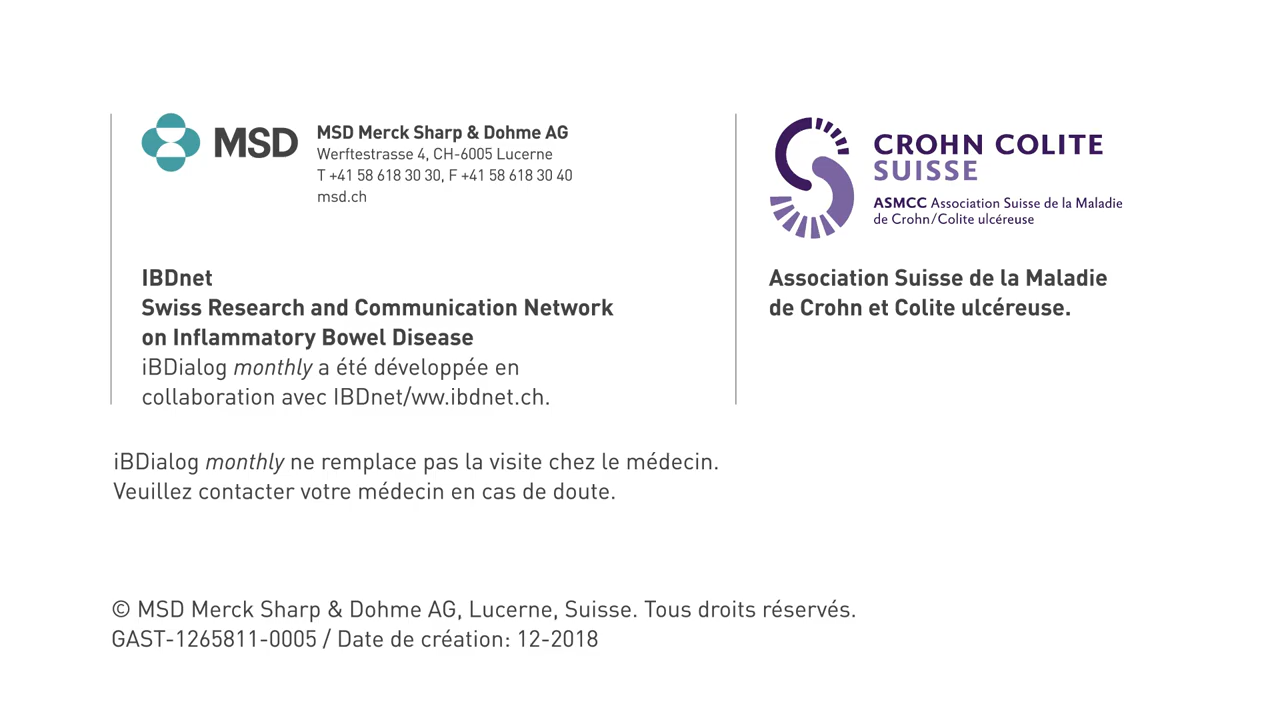 MSD
MSD Merck Sharp & Dohme AG
Werftestrasse 4, CH-6005 Lucerne
T +41 58 618 30 30, F +41 58 618 30 40
msd.ch
IBDnet
Swiss Research and Communication Network
on Inflammatory Bowel Disease
iBDialog monthly a été développée en
collaboration avec IBDnet/ww.ibdnet.ch.
CROHN COLITE
SUISSE
ASMCC Association Suisse de la Maladie
de Crohn/Colite ulcéreuse
Association Suisse de la Maladie
de Crohn et Colite ulcéreuse.
iBDialog monthly ne remplace pas la visite chez le médecin.
Veuillez contacter votre médecin en cas de doute.
© MSD Merck Sharp & Dohme AG, Lucerne, Suisse. Tous droits réservés.
GAST-1265811-0005 / Date de création: 12-2018